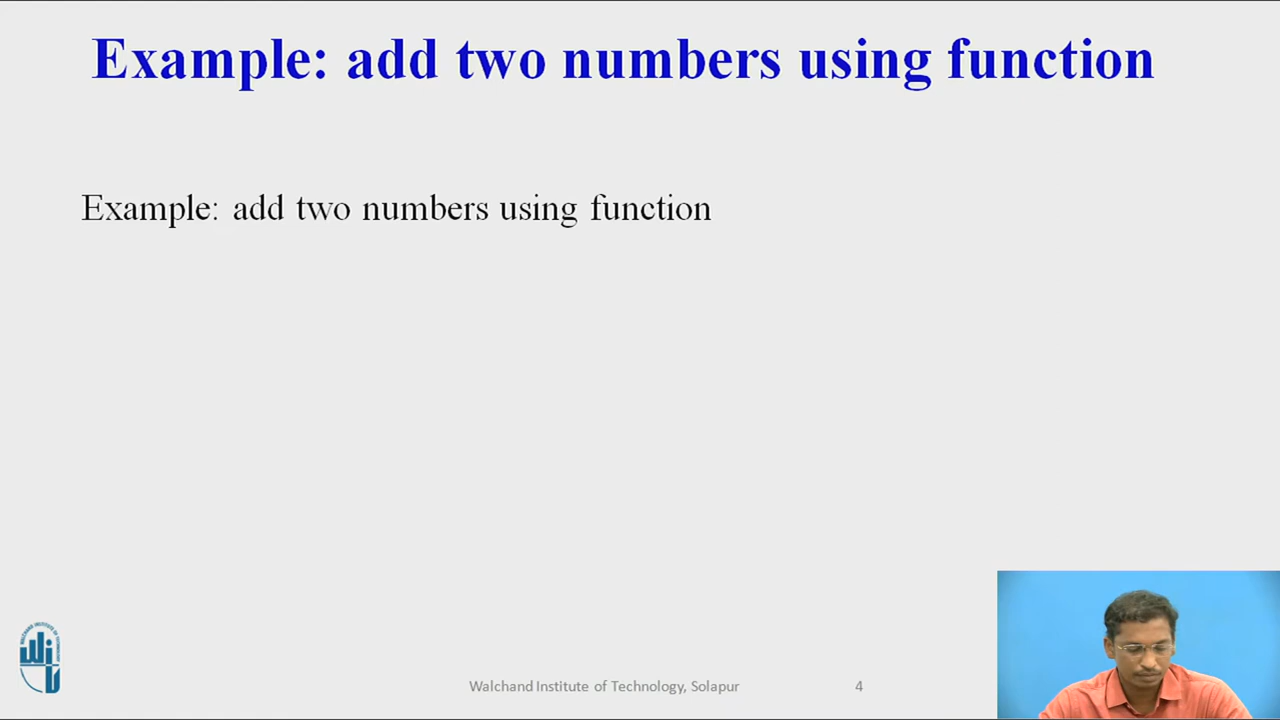 Example: add two numbers using function
Example: add two numbers using function
Walchand Institute of Technology, Solapur
4